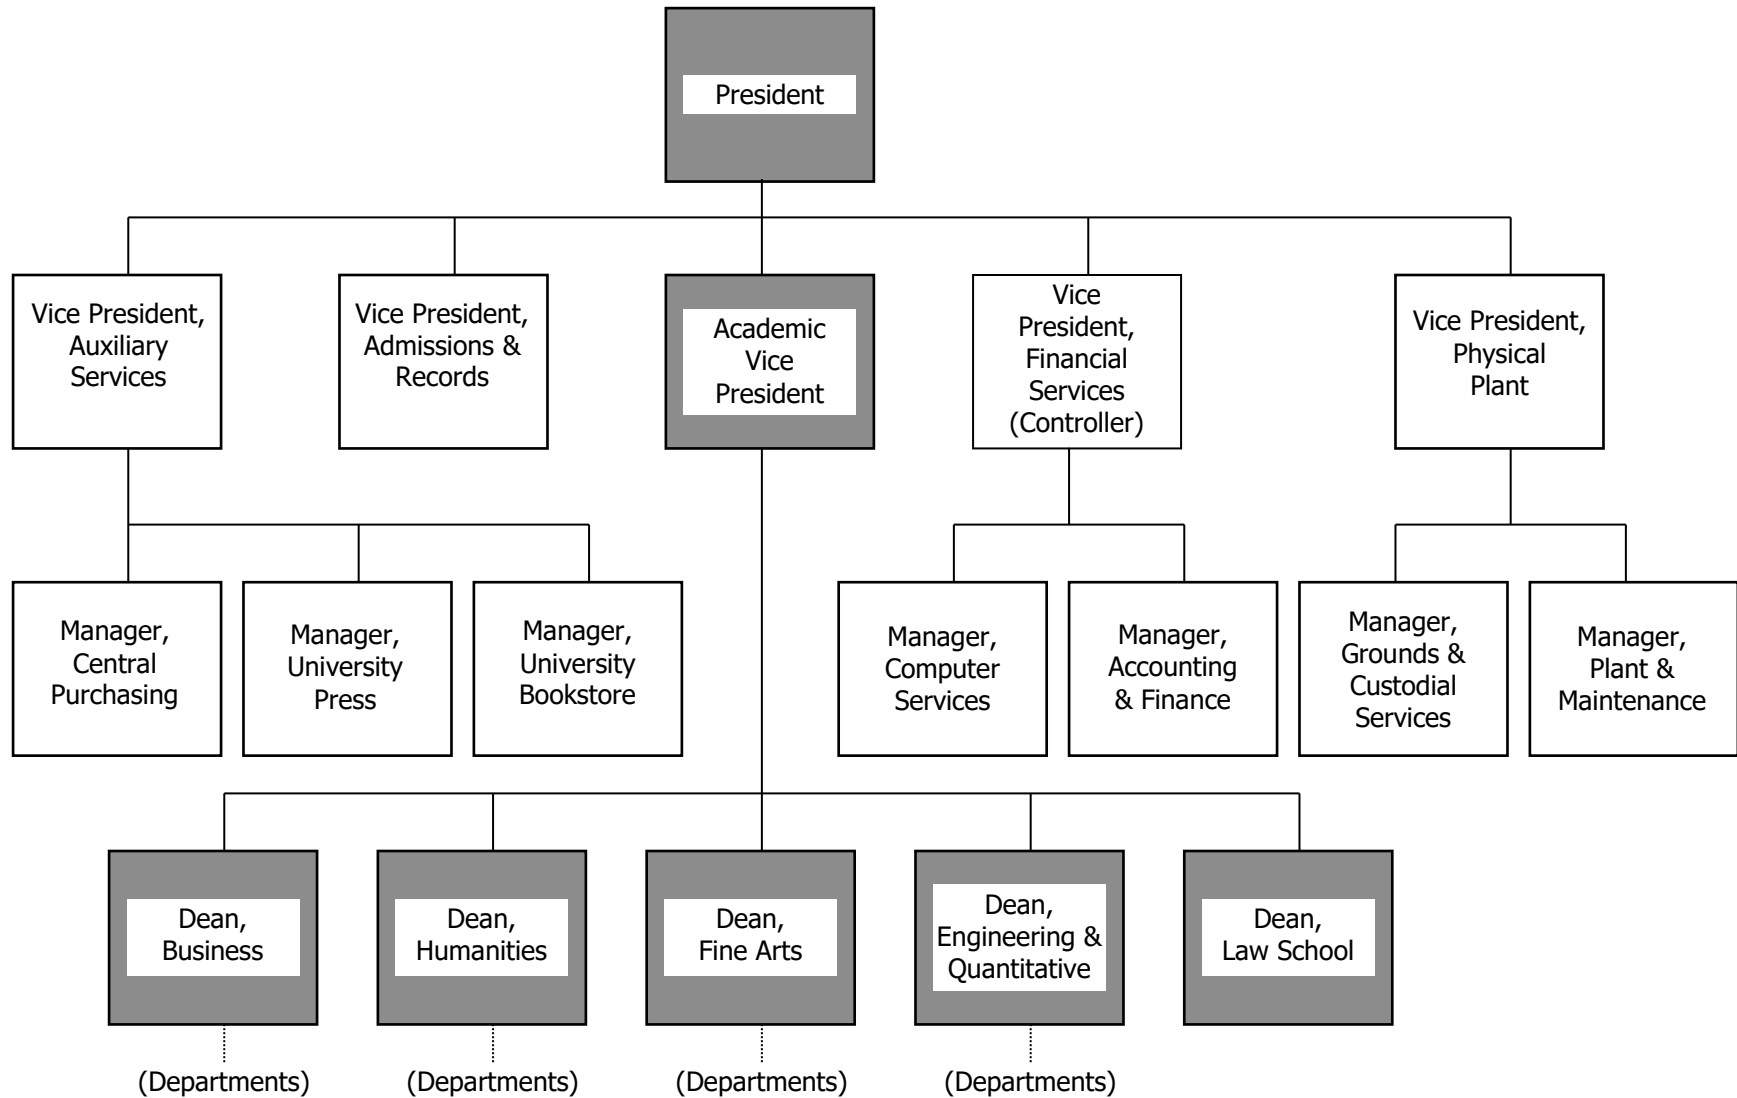 President
Vice President,
Auxiliary
Services
Vice President,
Admissions &
Records
Academic
Vice
President
Vice
President,
Financial
Services
(Controller)
Vice President,
Physical
Plant
Manager,
Central
Purchasing
Manager,
University
Press
Manager,
University
Bookstore
Manager,
Computer
Services
Manager,
Accounting
& Finance
Manager,
Grounds &
Custodial
Services
Manager,
Plant &
Maintenance
Dean,
Business
Dean,
Humanities
Dean,
Fine Arts
Dean,
Engineering &
Quantitative
Dean,
Law School
(Departments)
(Departments)
(Departments)
(Departments)